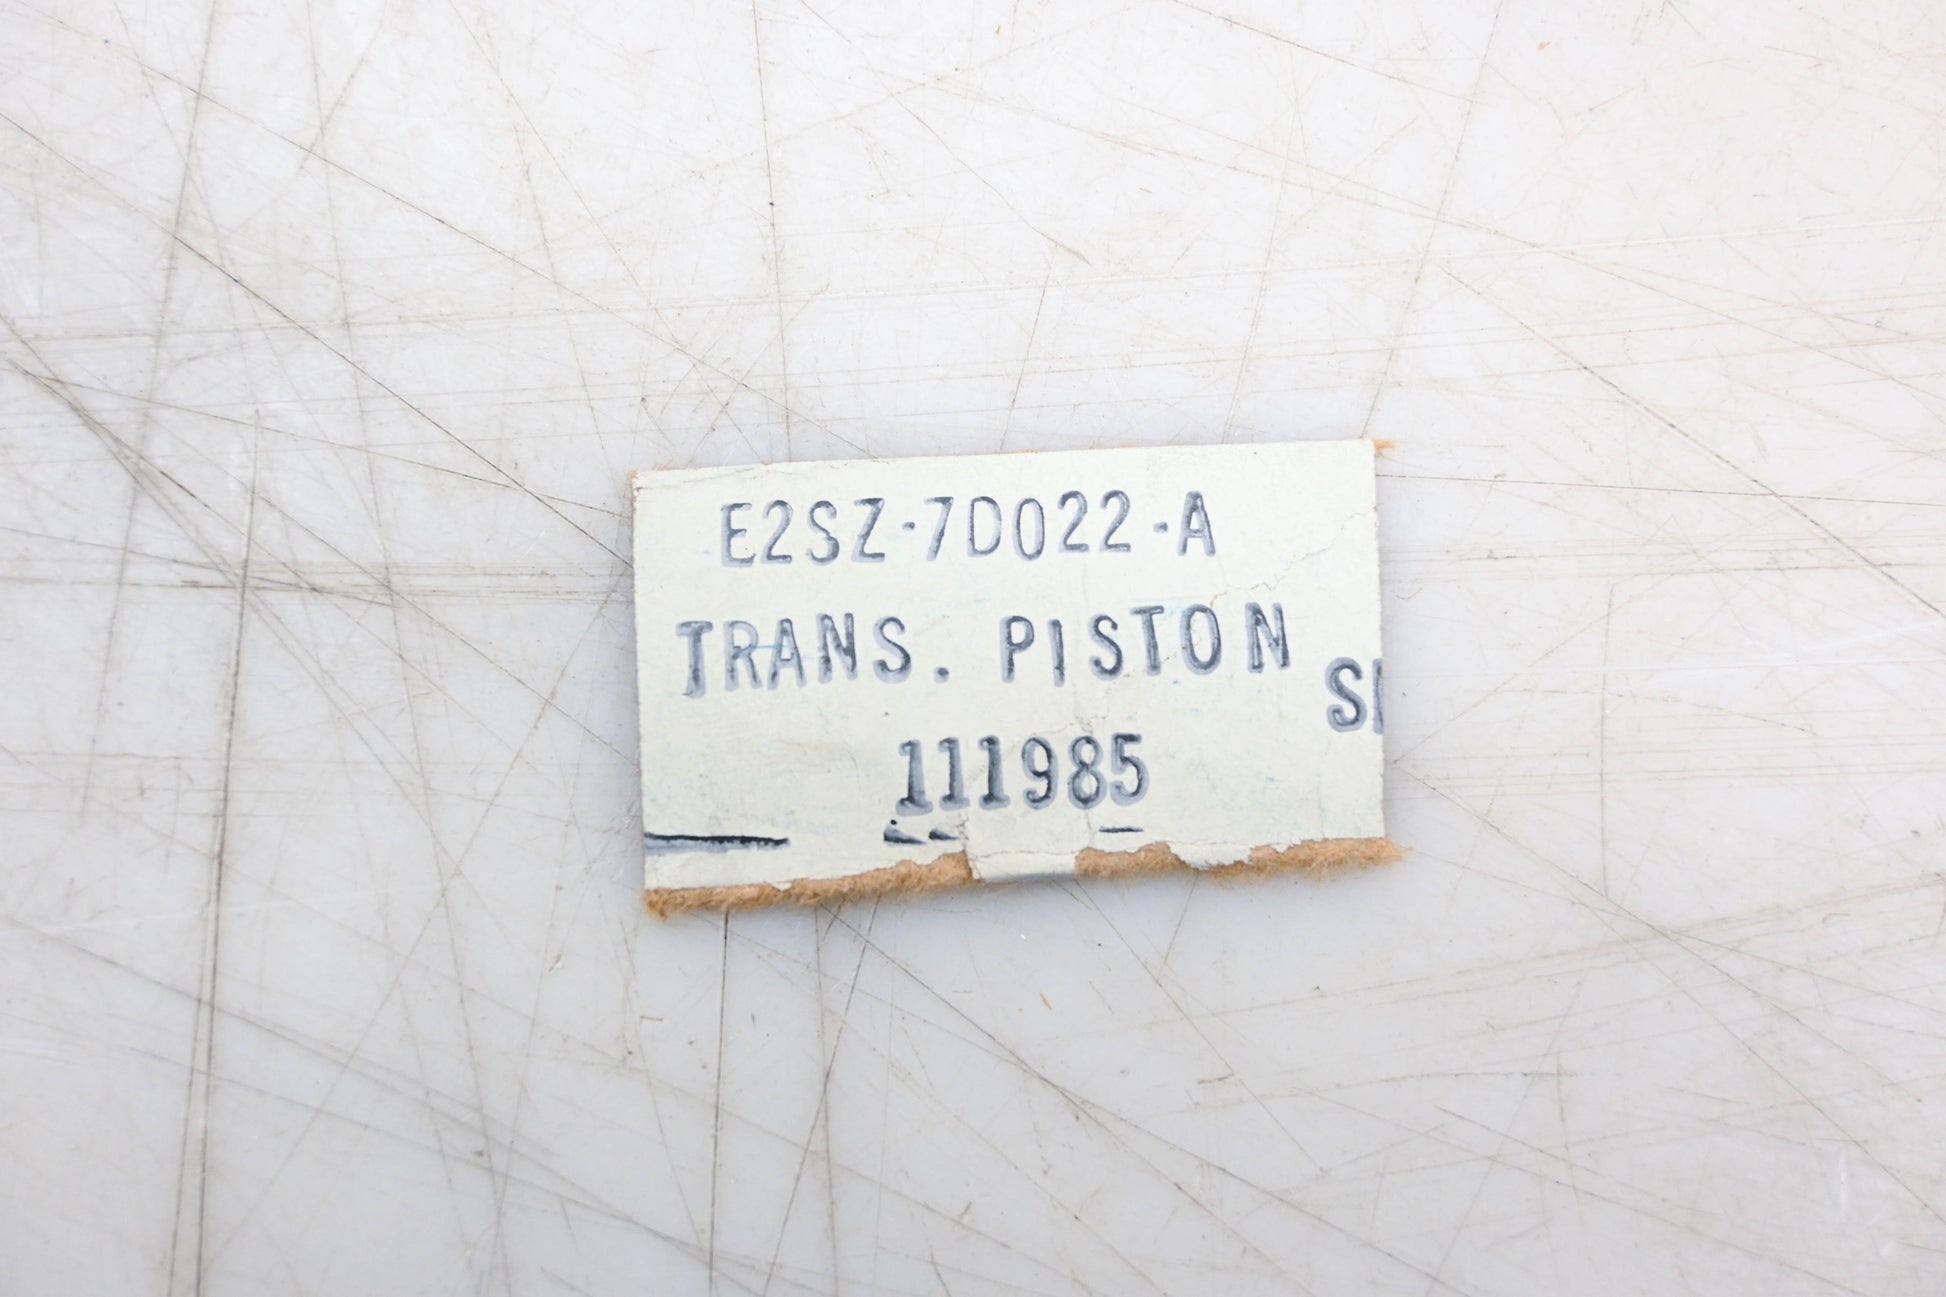 E2SZ-7D022-A
TRANS. PISTON
111985